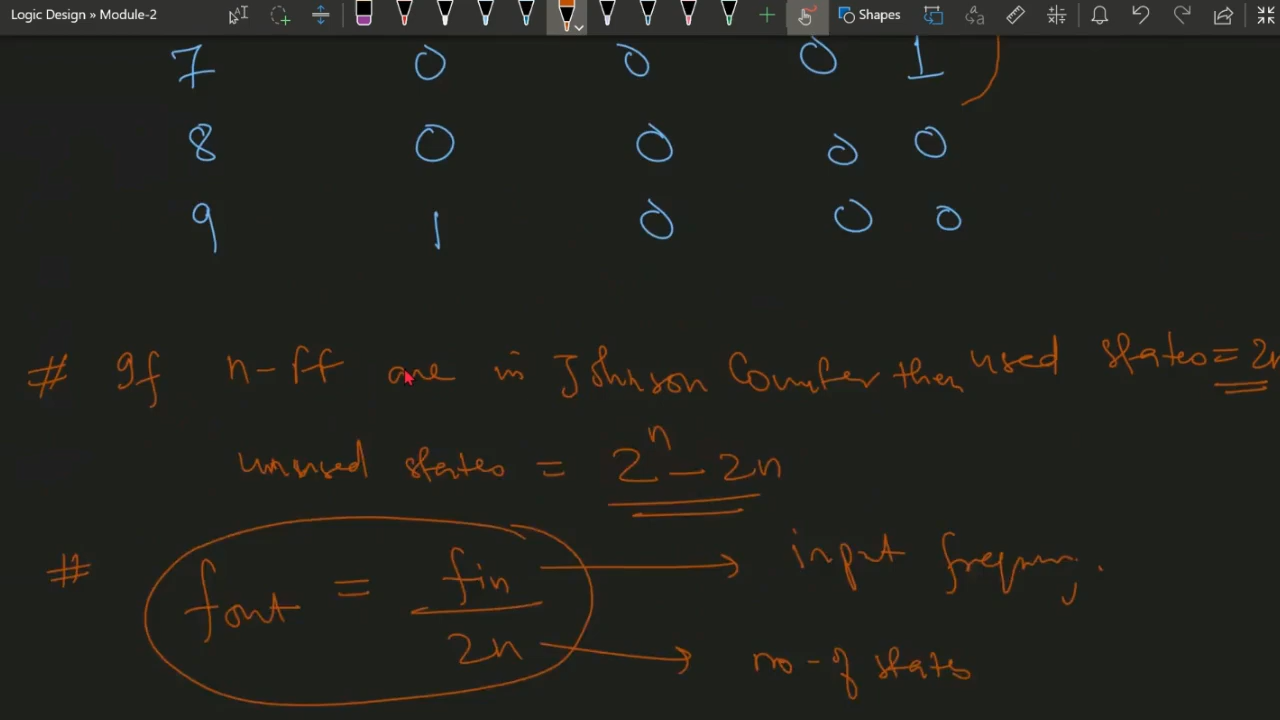 Logic Design » Module-2
Shapes
7 0 0 0 1
8 0 0 0 0
9 1 0 0 0
# If n-ff are in Johnson Counter then used states = 2n
unused states = 2^n - 2n
# fout = fin / 2n
input frequency.
no-of states